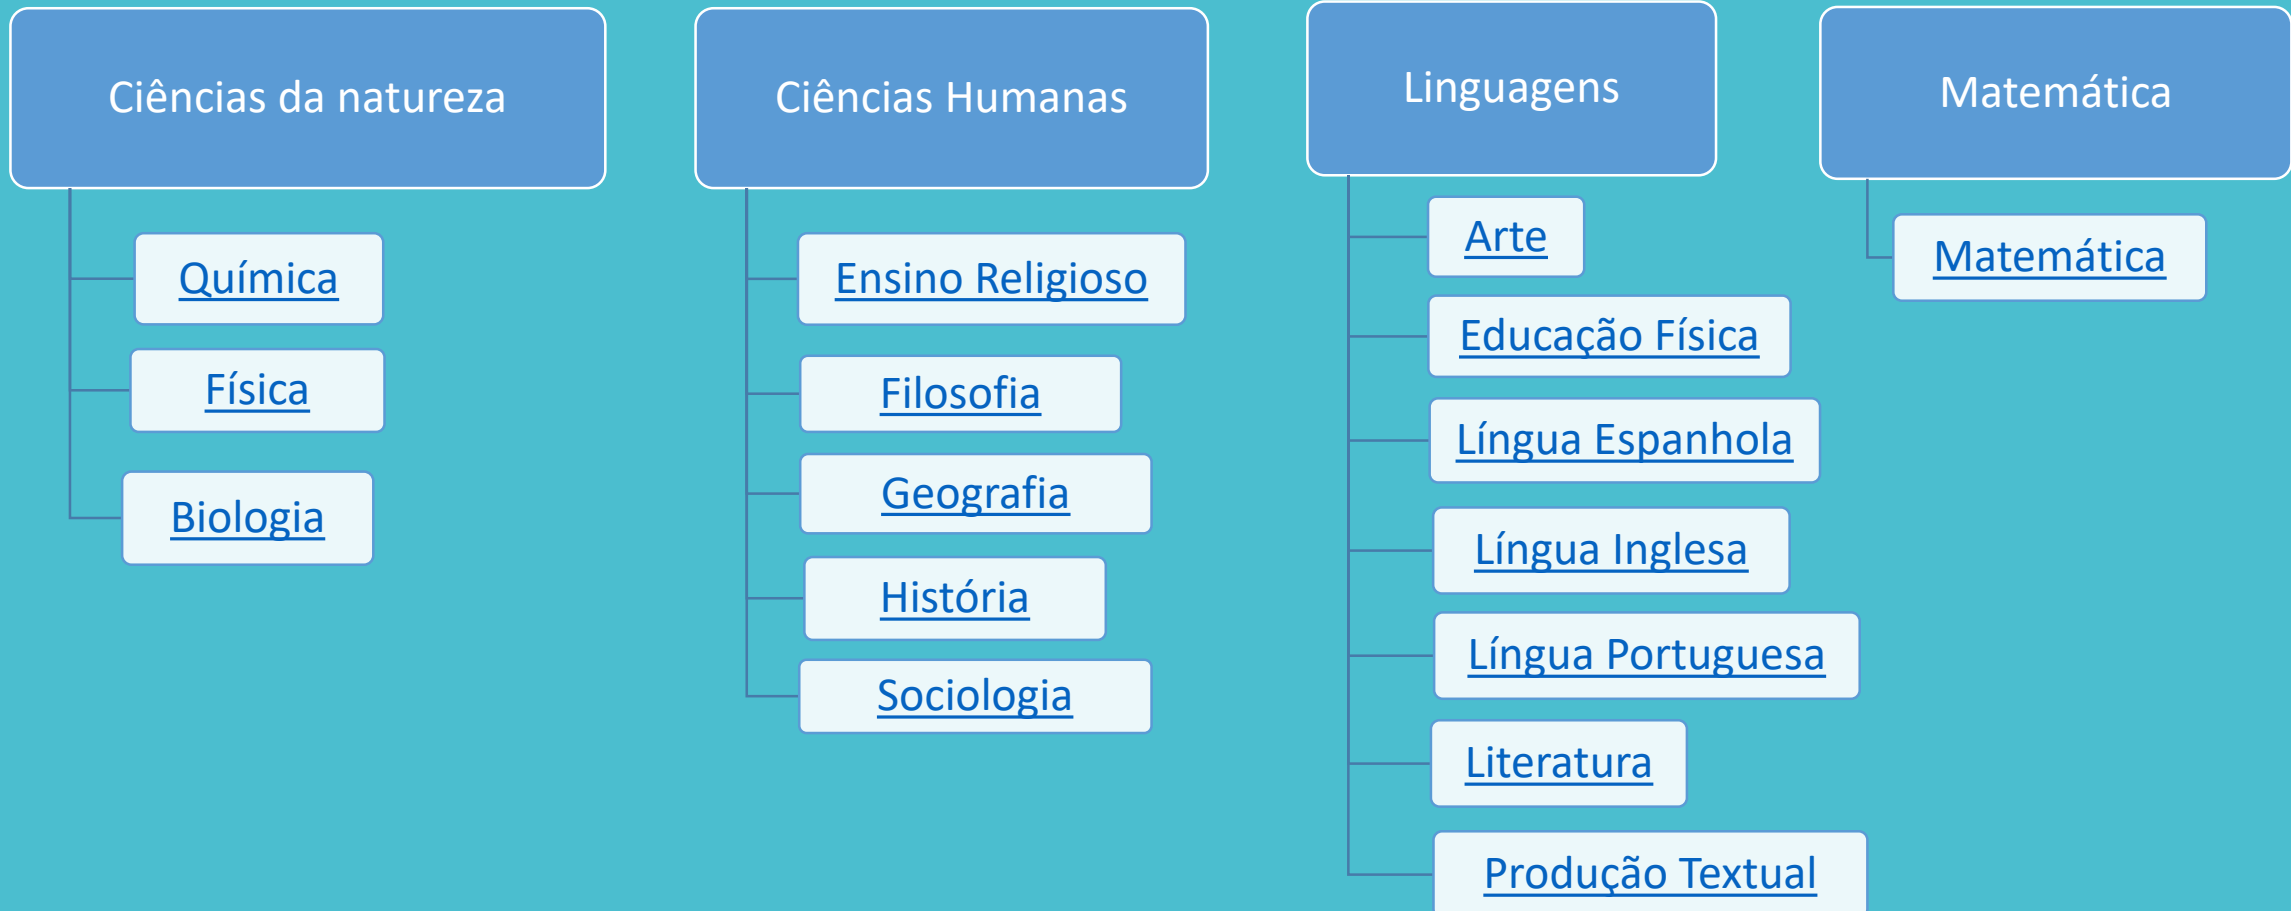 Ciências da natureza
Química
Física
Biologia
Ciências Humanas
Ensino Religioso
Filosofia
Geografia
História
Sociologia
Linguagens
Arte
Educação Física
Língua Espanhola
Língua Inglesa
Língua Portuguesa
Literatura
Produção Textual
Matemática
Matemática